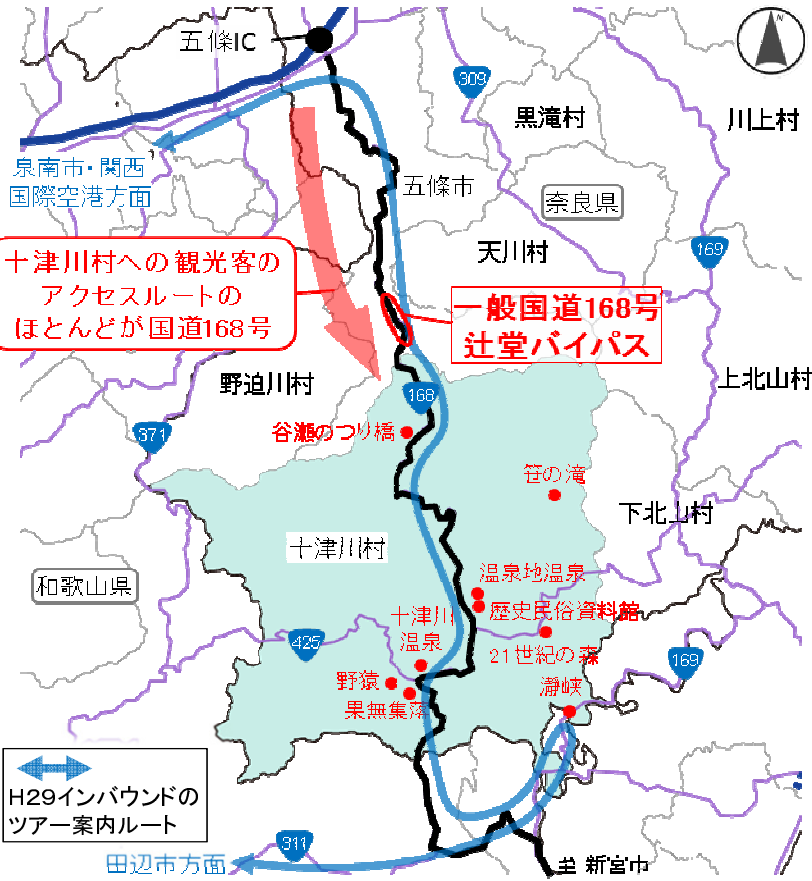 五條IC
309
黒滝村
川上村
泉南市・関西
国際空港方面
五條市
奈良県
169
天川村
十津川村への観光客の
アクセスルートの
ほとんどが国道168号
一般国道168号
辻堂バイパス
野迫川村
168
上北山村
371
谷瀬のつり橋
笹の滝
下北山村
十津川村
和歌山県
温泉地温泉
歴史民俗資料館
十津川
温泉
425
21世紀の森
169
野猿
瀞峡
果無集落
H29インバウンドの
ツアー案内ルート
311
田辺市方面
至 新宮市